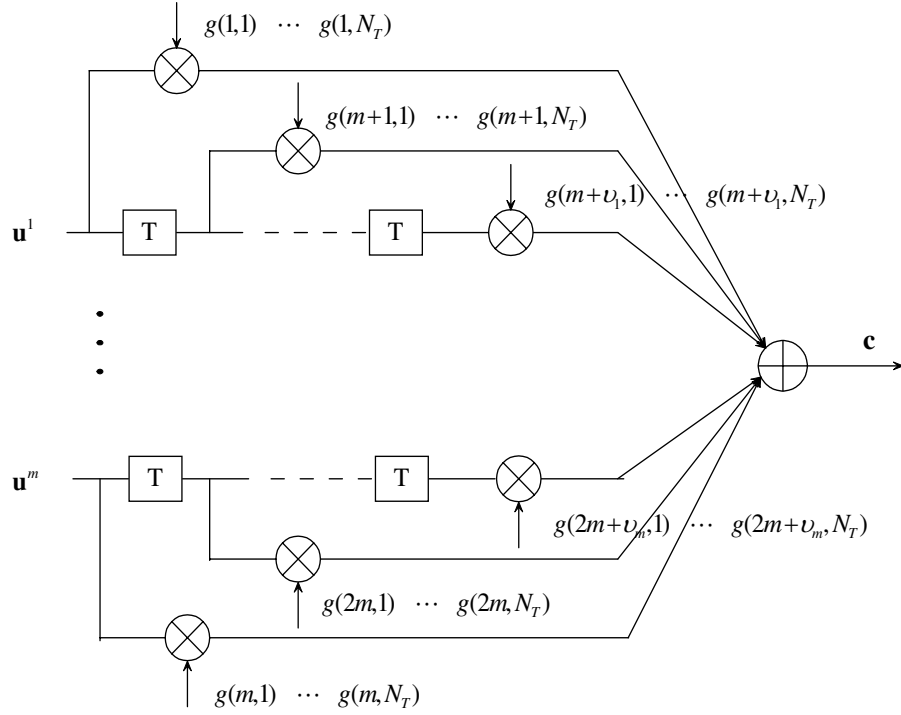 g(1,1) ⋯ g(1,N_T)
g(m+1,1) ⋯ g(m+1,N_T)
g(m+υ_1,1) ⋯ g(m+υ_1,N_T)
u^1 T T
c
u^m T T
g(2m+υ_m,1) ⋯ g(2m+υ_m,N_T)
g(2m,1) ⋯ g(2m,N_T)
g(m,1) ⋯ g(m,N_T)